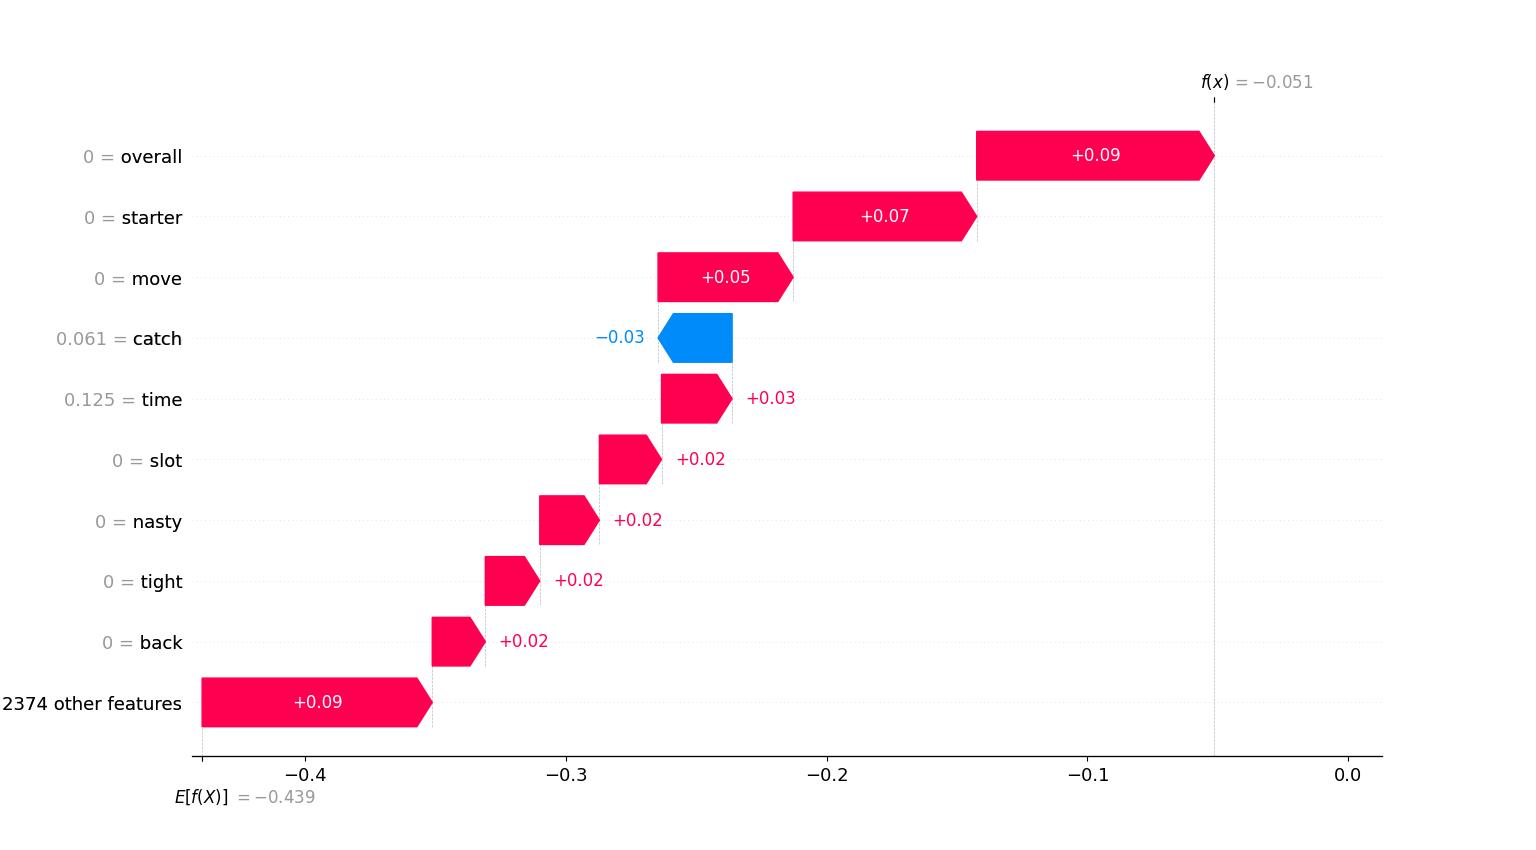 f(x) = −0.051
0 = overall
+0.09
0 = starter
+0.07
0 = move
+0.05
0.061 = catch
−0.03
0.125 = time
+0.03
0 = slot
+0.02
0 = nasty
+0.02
0 = tight
+0.02
0 = back
+0.02
2374 other features
+0.09
−0.4 −0.3 −0.2 −0.1 0.0
E[f(X)] = −0.439